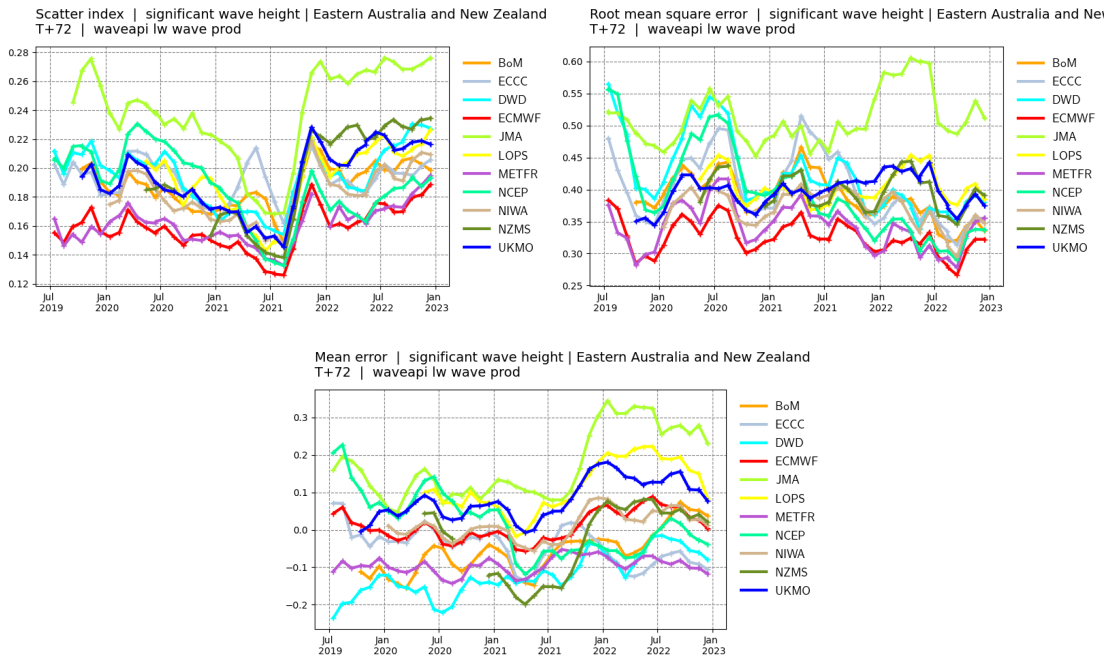 Scatter index | significant wave height | Eastern Australia and New Zealand
T+72 | waveapi lw wave prod
0.28
0.26
0.24
0.22
0.20
0.18
0.16
0.14
0.12
Jul 2019
Jan 2020
Jul 2020
Jan 2021
Jul 2021
Jan 2022
Jul 2022
Jan 2023
BoM
ECCC
DWD
ECMWF
JMA
LOPS
METFR
NCEP
NIWA
NZMS
UKMO
Root mean square error | significant wave height | Eastern Australia and New
T+72 | waveapi lw wave prod
0.60
0.55
0.50
0.45
0.40
0.35
0.30
0.25
Jul 2019
Jan 2020
Jul 2020
Jan 2021
Jul 2021
Jan 2022
Jul 2022
Jan 2023
BoM
ECCC
DWD
ECMWF
JMA
LOPS
METFR
NCEP
NIWA
NZMS
UKMO
Mean error | significant wave height | Eastern Australia and New Zealand
T+72 | waveapi lw wave prod
0.3
0.2
0.1
0.0
−0.1
−0.2
Jul 2019
Jan 2020
Jul 2020
Jan 2021
Jul 2021
Jan 2022
Jul 2022
Jan 2023
BoM
ECCC
DWD
ECMWF
JMA
LOPS
METFR
NCEP
NIWA
NZMS
UKMO